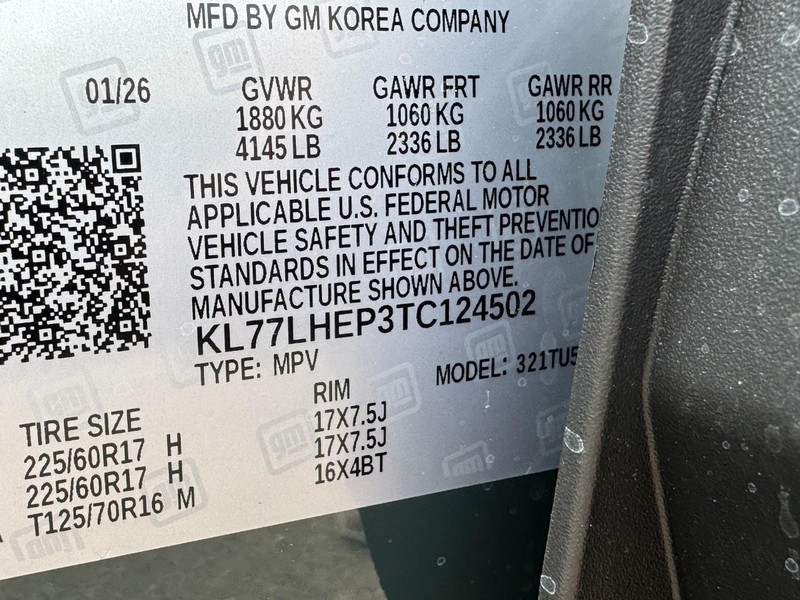 MFD BY GM KOREA COMPANY
01/26 GVWR GAWR FRT GAWR RR
1880 KG 1060 KG 1060 KG
4145 LB 2336 LB 2336 LB
THIS VEHICLE CONFORMS TO ALL
APPLICABLE U.S. FEDERAL MOTOR
VEHICLE SAFETY AND THEFT PREVENTIO
STANDARDS IN EFFECT ON THE DATE OF
MANUFACTURE SHOWN ABOVE.
KL77LHEP3TC124502
TYPE: MPV MODEL: 321TU5
TIRE SIZE RIM
225/60R17 H 17X7.5J
225/60R17 H 17X7.5J
T125/70R16 M 16X4BT